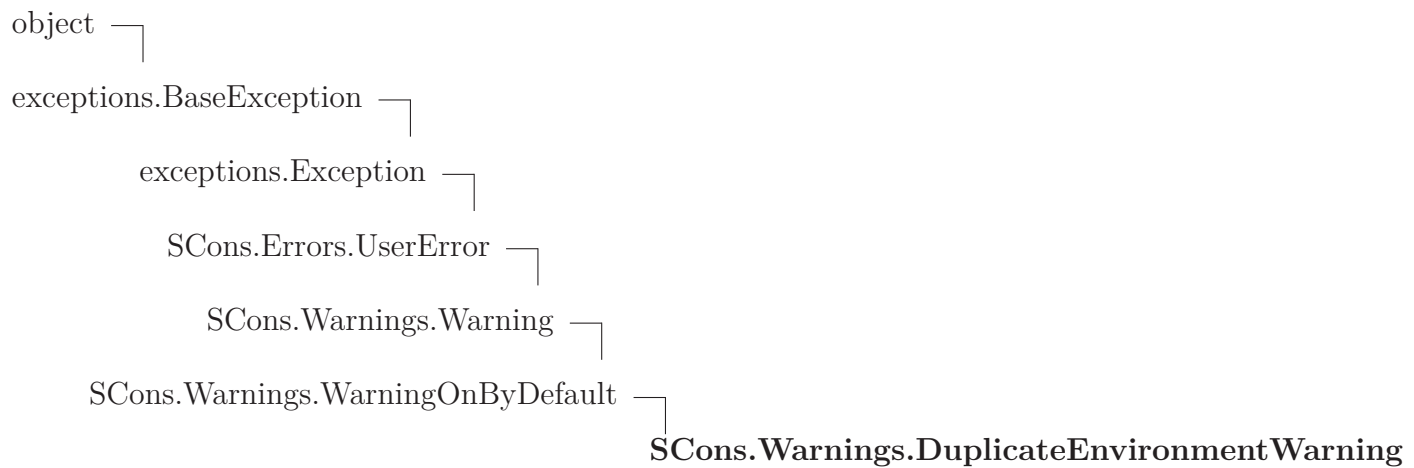 object
exceptions.BaseException
exceptions.Exception
SCons.Errors.UserError
SCons.Warnings.Warning
SCons.Warnings.WarningOnByDefault
SCons.Warnings.DuplicateEnvironmentWarning